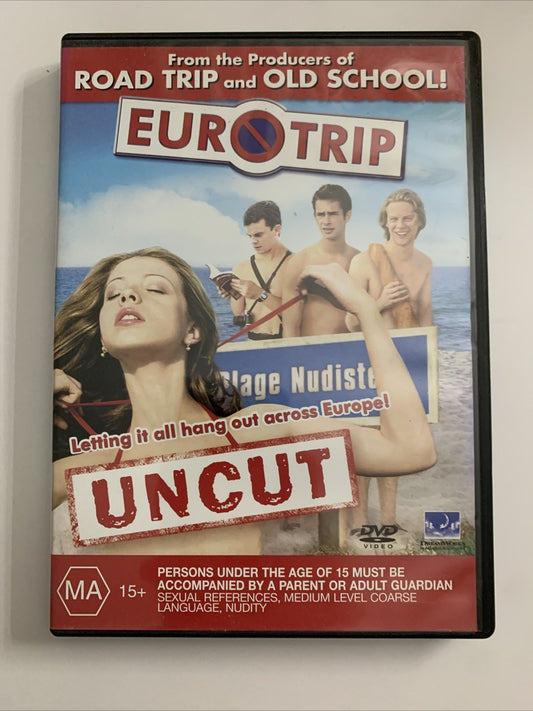 From the Producers of
ROAD TRIP and OLD SCHOOL!
EUROTRIP
Plage Nudiste
Letting it all hang out across Europe!
UNCUT
DVD
VIDEO
DREAMWORKS
MA
15+
PERSONS UNDER THE AGE OF 15 MUST BE
ACCOMPANIED BY A PARENT OR ADULT GUARDIAN
SEXUAL REFERENCES, MEDIUM LEVEL COARSE
LANGUAGE, NUDITY